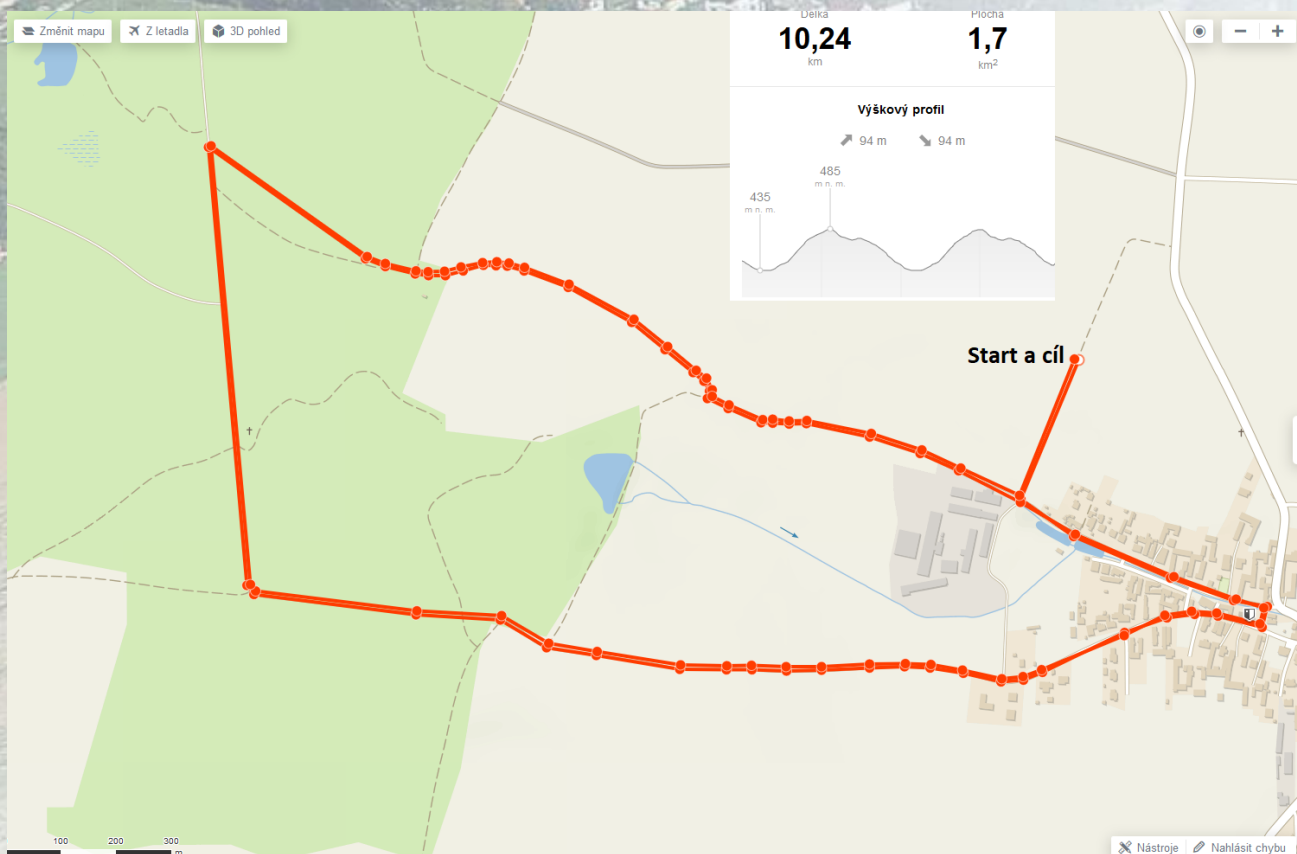 Změnit mapu
Z letadla
3D pohled
Délka
Plocha
10,24
1,7
km
km²
Výškový profil
94 m
94 m
485
m n. m.
435
m n. m.
Start a cíl
100
200
300
m
Nástroje
Nahlásit chybu